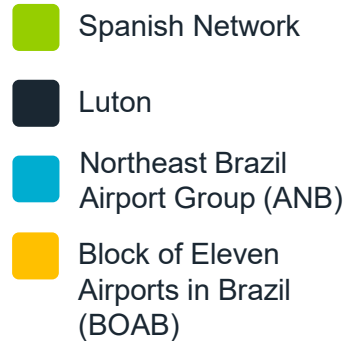 Spanish Network
Luton
Northeast Brazil
Airport Group (ANB)
Block of Eleven
Airports in Brazil
(BOAB)